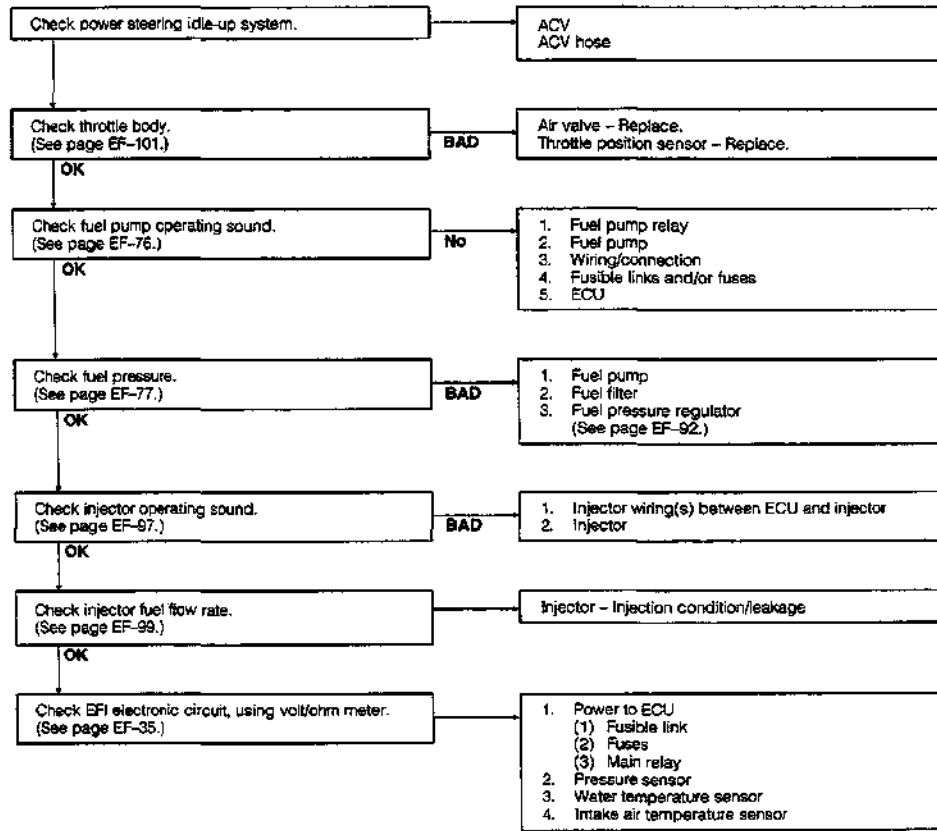 Check power steering idle-up system.
ACV
ACV hose
Check throttle body.
(See page EF–101.)
BAD
Air valve – Replace.
Throttle position sensor – Replace.
OK
Check fuel pump operating sound.
(See page EF–76.)
No
1. Fuel pump relay
2. Fuel pump
3. Wiring/connection
4. Fusible links and/or fuses
5. ECU
OK
Check fuel pressure.
(See page EF–77.)
BAD
1. Fuel pump
2. Fuel filter
3. Fuel pressure regulator
(See page EF–92.)
OK
Check injector operating sound.
(See page EF–97.)
BAD
1. Injector wiring(s) between ECU and injector
2. Injector
OK
Check injector fuel flow rate.
(See page EF–99.)
Injector – Injection condition/leakage
OK
Check EFI electronic circuit, using volt/ohm meter.
(See page EF–35.)
1. Power to ECU
(1) Fusible link
(2) Fuses
(3) Main relay
2. Pressure sensor
3. Water temperature sensor
4. Intake air temperature sensor